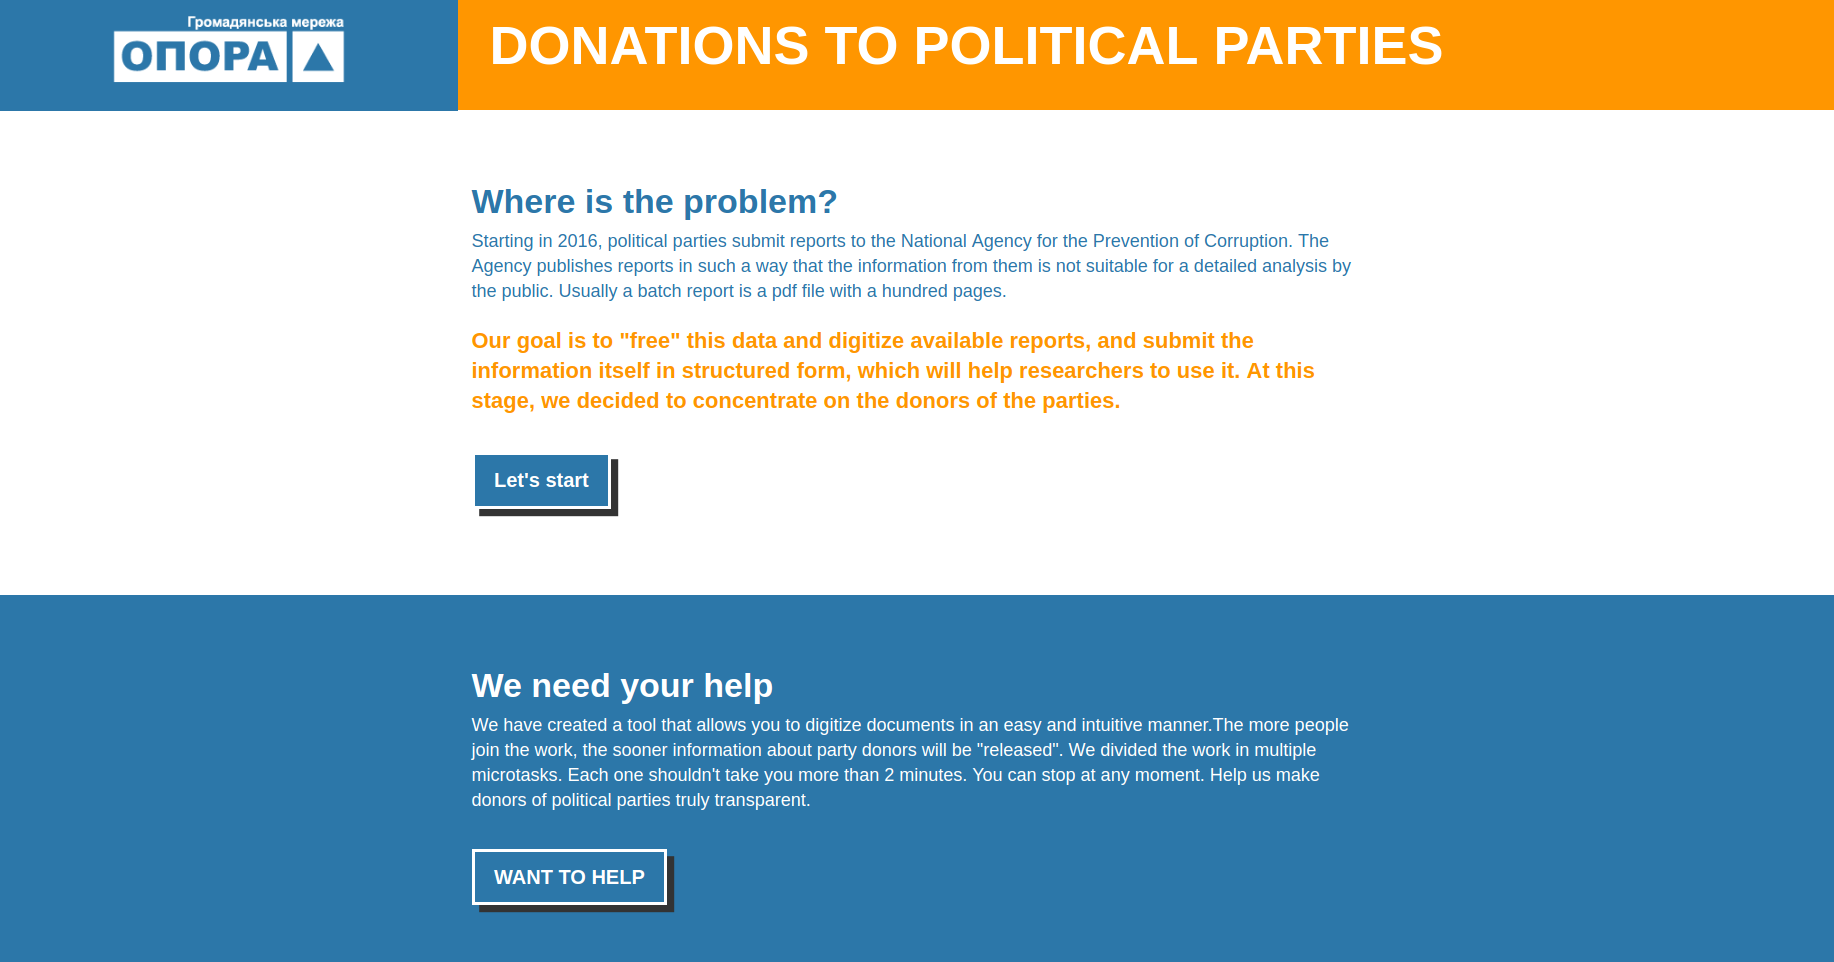 Громадянська мережа
ОПОРА
DONATIONS TO POLITICAL PARTIES
Where is the problem?
Starting in 2016, political parties submit reports to the National Agency for the Prevention of Corruption. The
Agency publishes reports in such a way that the information from them is not suitable for a detailed analysis by
the public. Usually a batch report is a pdf file with a hundred pages.
Our goal is to "free" this data and digitize available reports, and submit the
information itself in structured form, which will help researchers to use it. At this
stage, we decided to concentrate on the donors of the parties.
Let's start
We need your help
We have created a tool that allows you to digitize documents in an easy and intuitive manner.The more people
join the work, the sooner information about party donors will be "released". We divided the work in multiple
microtasks. Each one shouldn't take you more than 2 minutes. You can stop at any moment. Help us make
donors of political parties truly transparent.
WANT TO HELP